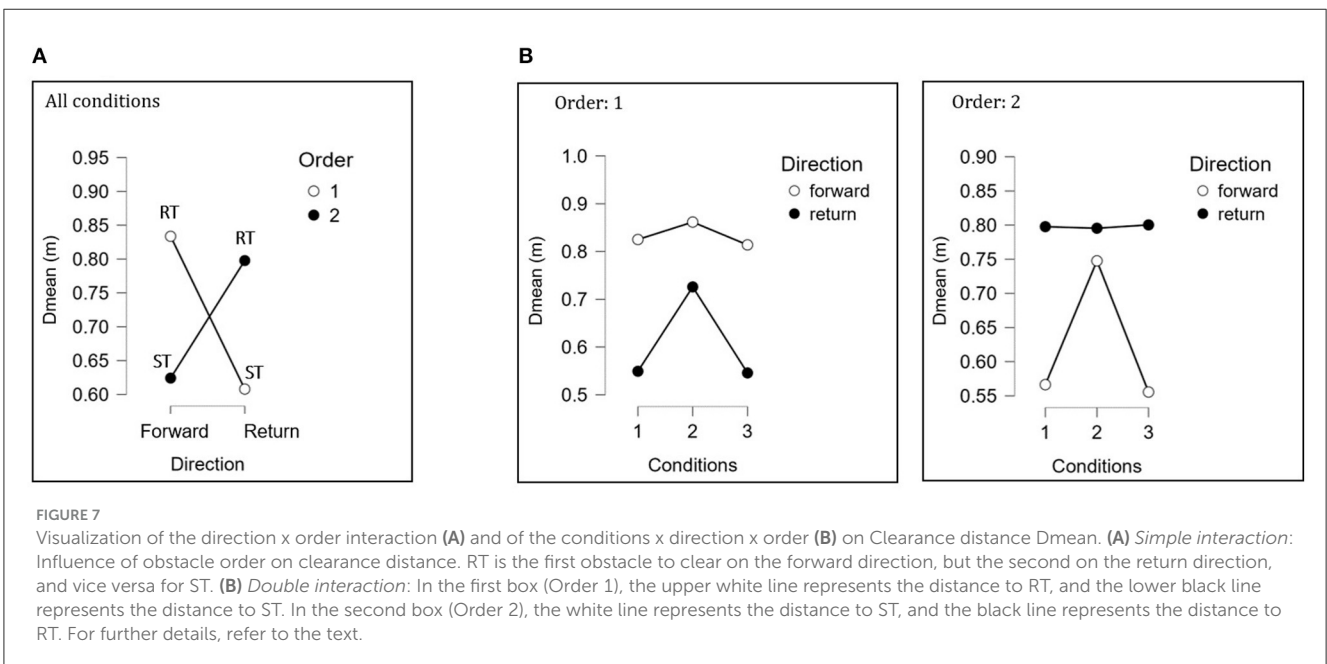 A
All conditions
Order
1
2
0.95
0.90
0.85
0.80
0.75
0.70
0.65
0.60
Dmean (m)
RT
RT
ST
ST
Forward Return
Direction
B
Order: 1
Direction
forward
return
1.0
0.9
0.8
0.7
0.6
0.5
Dmean (m)
1 2 3
Conditions
Order: 2
Direction
forward
return
0.90
0.85
0.80
0.75
0.70
0.65
0.60
0.55
Dmean (m)
1 2 3
Conditions
FIGURE 7
Visualization of the direction x order interaction (A) and of the conditions x direction x order (B) on Clearance distance Dmean. (A) Simple interaction:
Influence of obstacle order on clearance distance. RT is the first obstacle to clear on the forward direction, but the second on the return direction,
and vice versa for ST. (B) Double interaction: In the first box (Order 1), the upper white line represents the distance to RT, and the lower black line
represents the distance to ST. In the second box (Order 2), the white line represents the distance to ST, and the black line represents the distance to
RT. For further details, refer to the text.